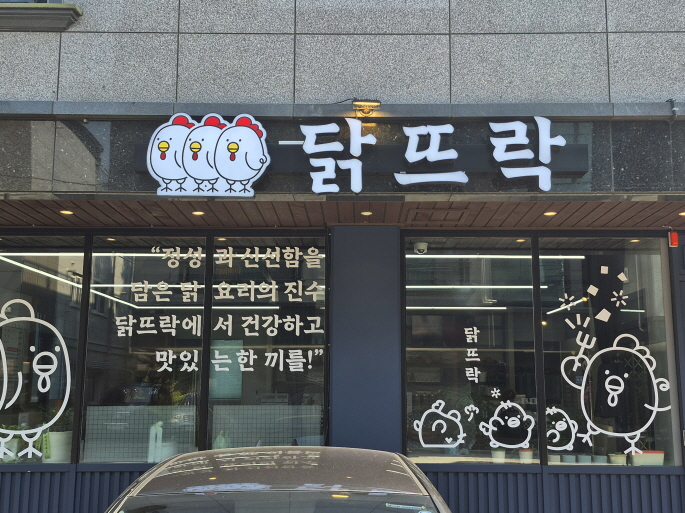 닭뜨락
“정성 과 신선함을
담은 닭 요리의 진수
닭뜨락에 서 건강하고
맛있 는 한 끼를!”
닭뜨락